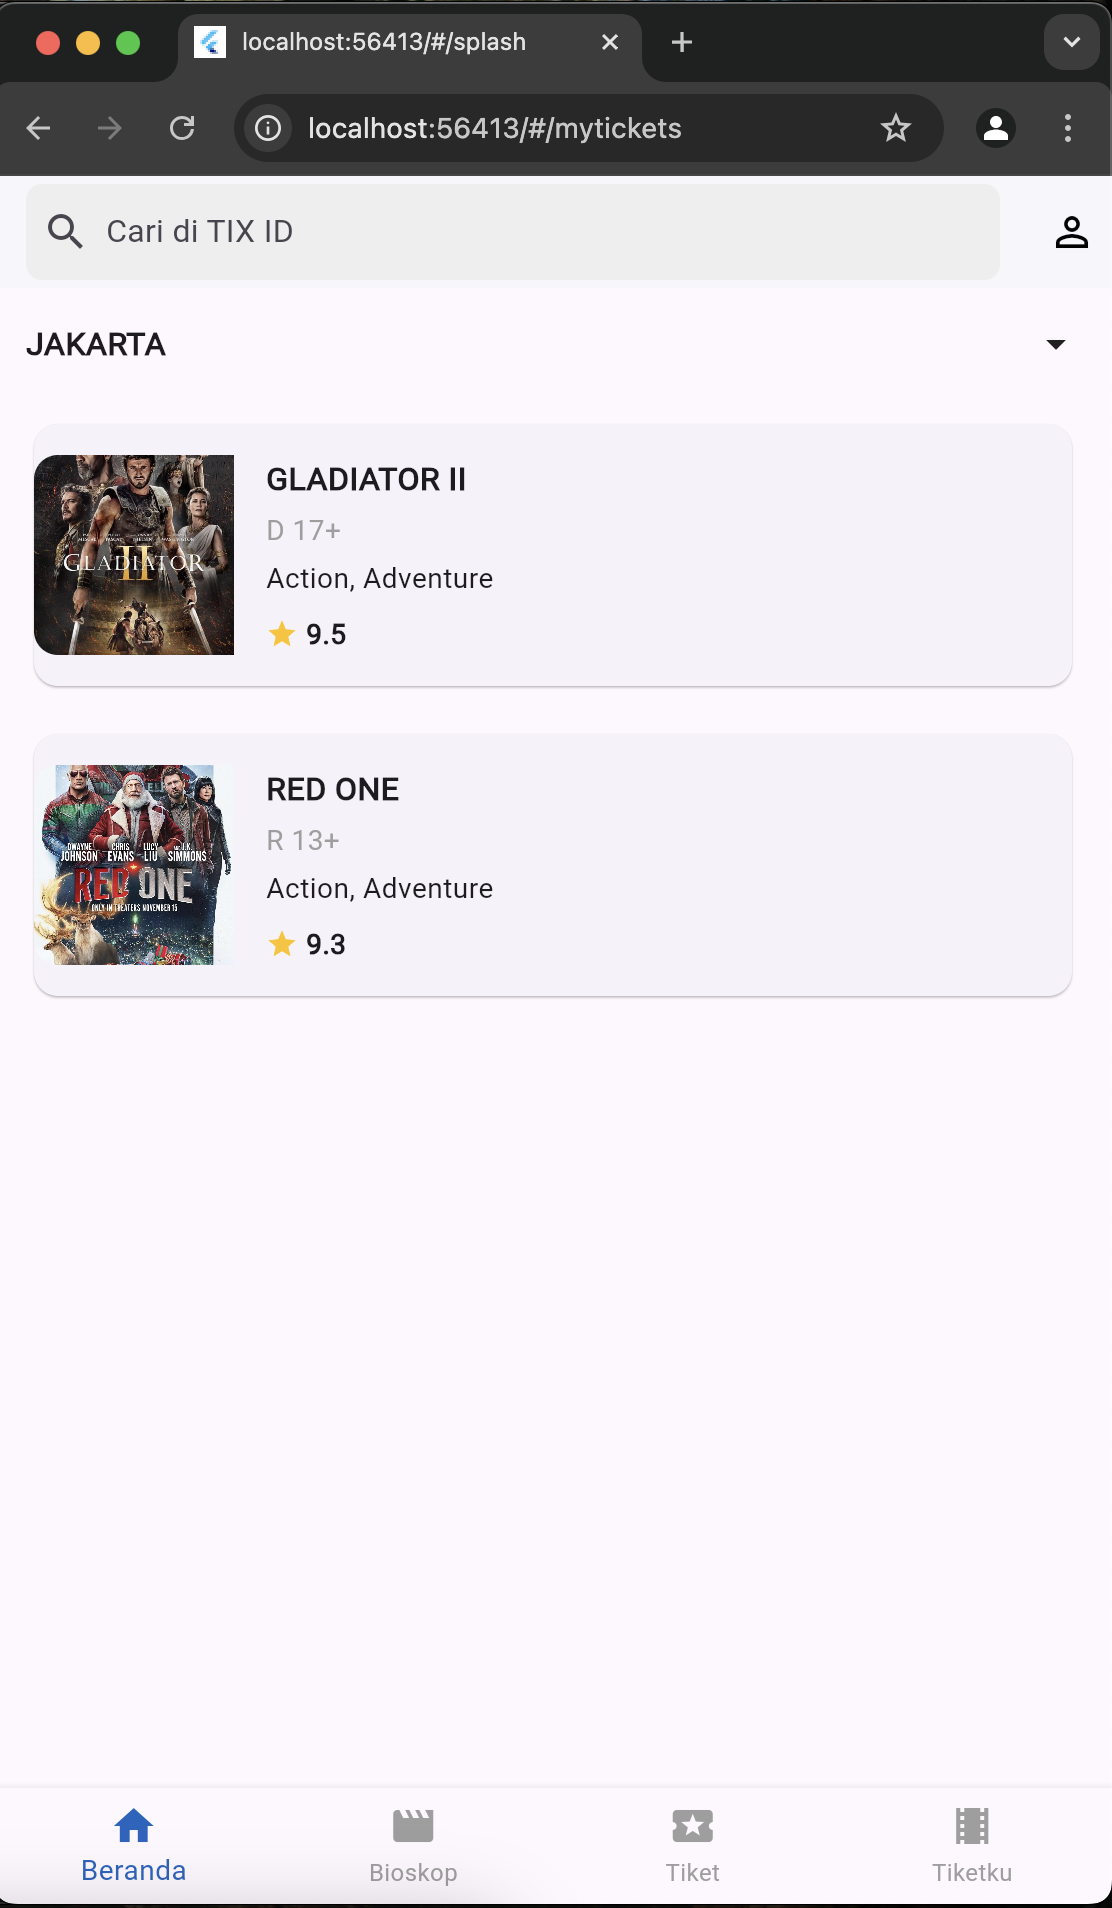 localhost:56413/#/splash
localhost:56413/#/mytickets
Cari di TIX ID
JAKARTA
GLADIATOR II
D 17+
Action, Adventure
9.5
GLADIATOR
II
RED ONE
R 13+
Action, Adventure
9.3
DWAYNE JOHNSON CHRIS EVANS LUCY LIU AND J.K. SIMMONS
RED ONE
ONLY IN THEATERS NOVEMBER 15
Beranda
Bioskop
Tiket
Tiketku